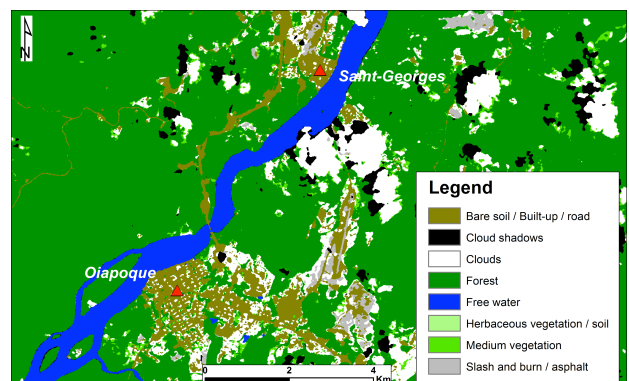 N
Saint-Georges
Oiapoque
Legend
Bare soil / Built-up / road
Cloud shadows
Clouds
Forest
Free water
Herbaceous vegetation / soil
Medium vegetation
Slash and burn / asphalt
0 2 4
Km